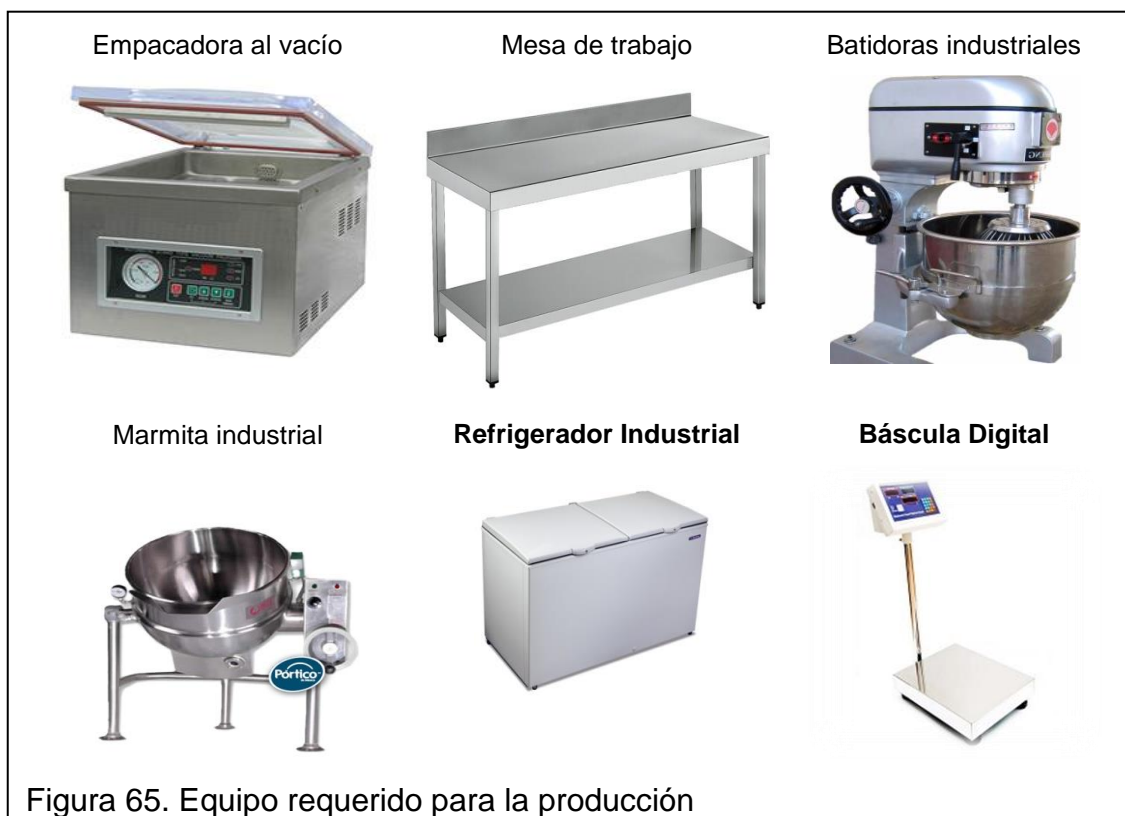 Empacadora al vacío
Mesa de trabajo
Batidoras industriales
Marmita industrial
Refrigerador Industrial
Báscula Digital
Pórtico
Figura 65. Equipo requerido para la producción